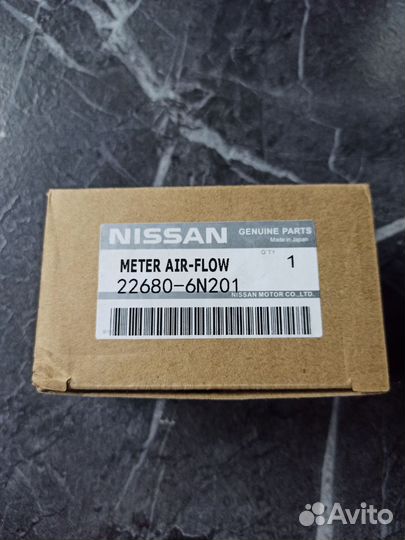 NISSAN
GENUINE PARTS
Made in Japan
METER AIR-FLOW
Q'TY 1
22680-6N201
NISSAN MOTOR CO.,LTD.
Avito